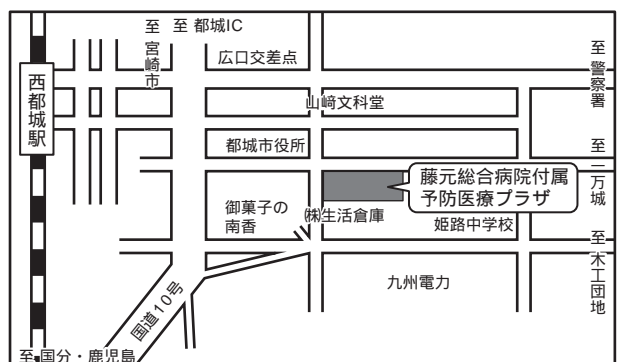 至 宮崎市
至 都城IC
広口交差点
至 警察署
西都城駅
山﨑文科堂
都城市役所
至 一万城
藤元総合病院付属
予防医療プラザ
御菓子の
南香
㈱生活倉庫
姫路中学校
至 木工団地
九州電力
国道10号
至 国分・鹿児島